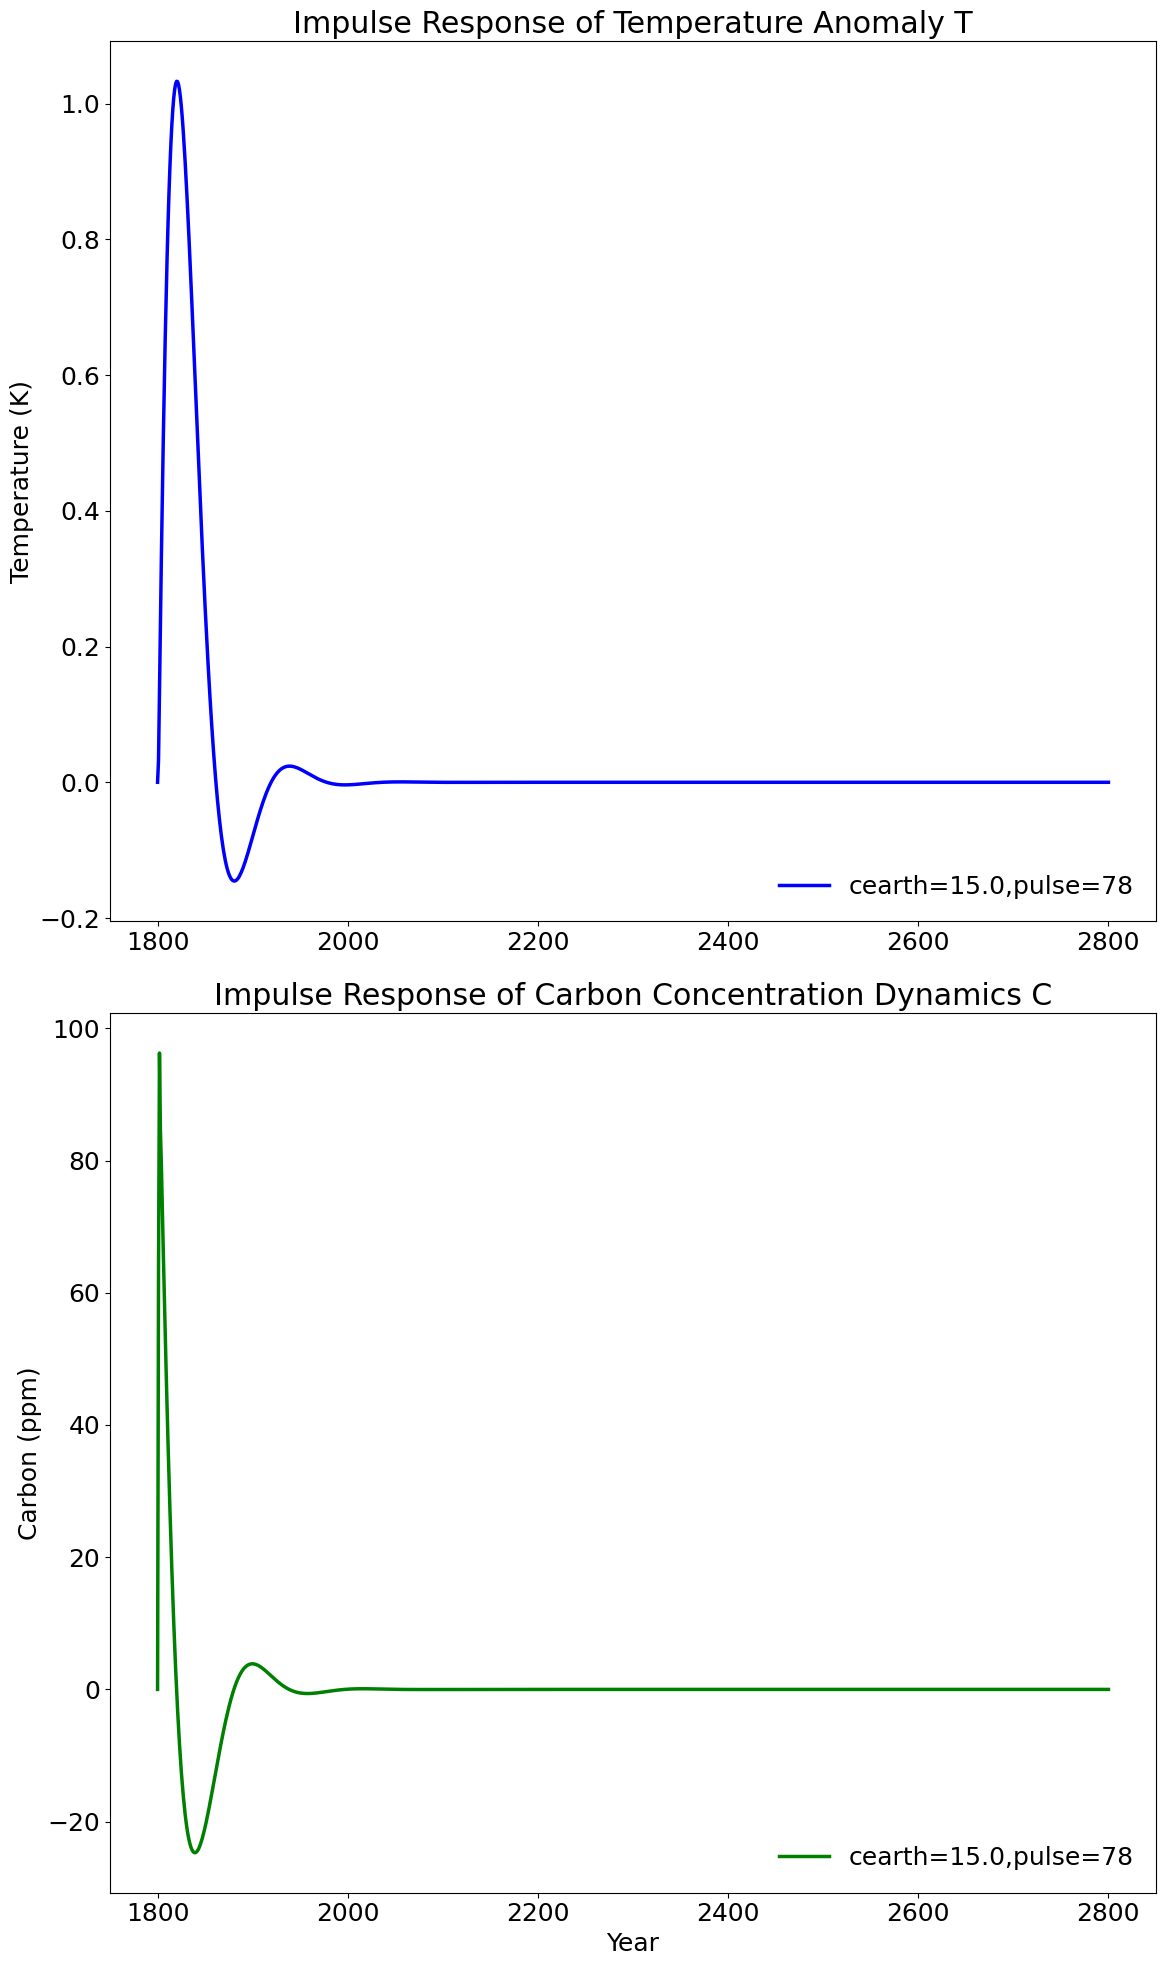 Impulse Response of Temperature Anomaly T
Temperature (K)
1.0
0.8
0.6
0.4
0.2
0.0
−0.2
cearth=15.0,pulse=78
1800 2000 2200 2400 2600 2800
Impulse Response of Carbon Concentration Dynamics C
Carbon (ppm)
100
80
60
40
20
0
−20
cearth=15.0,pulse=78
1800 2000 2200 2400 2600 2800
Year